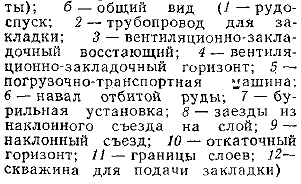 ты); б — общий вид (1 — рудо-
спуск; 2 — трубопровод для за-
кладки; 3 — вентиляционно-закла-
дочный восстающий; 4 — вентиля-
ционно-закладочный горизонт; 5 —
погрузочно-транспортная машина;
6 — навал отбитой руды; 7 — бу-
рильная установка; 8 — заезды из
наклонного съезда на слой; 9 —
наклонный съезд; 10 — откаточный
горизонт; 11 — границы слоев; 12—
скважина для подачи закладки)